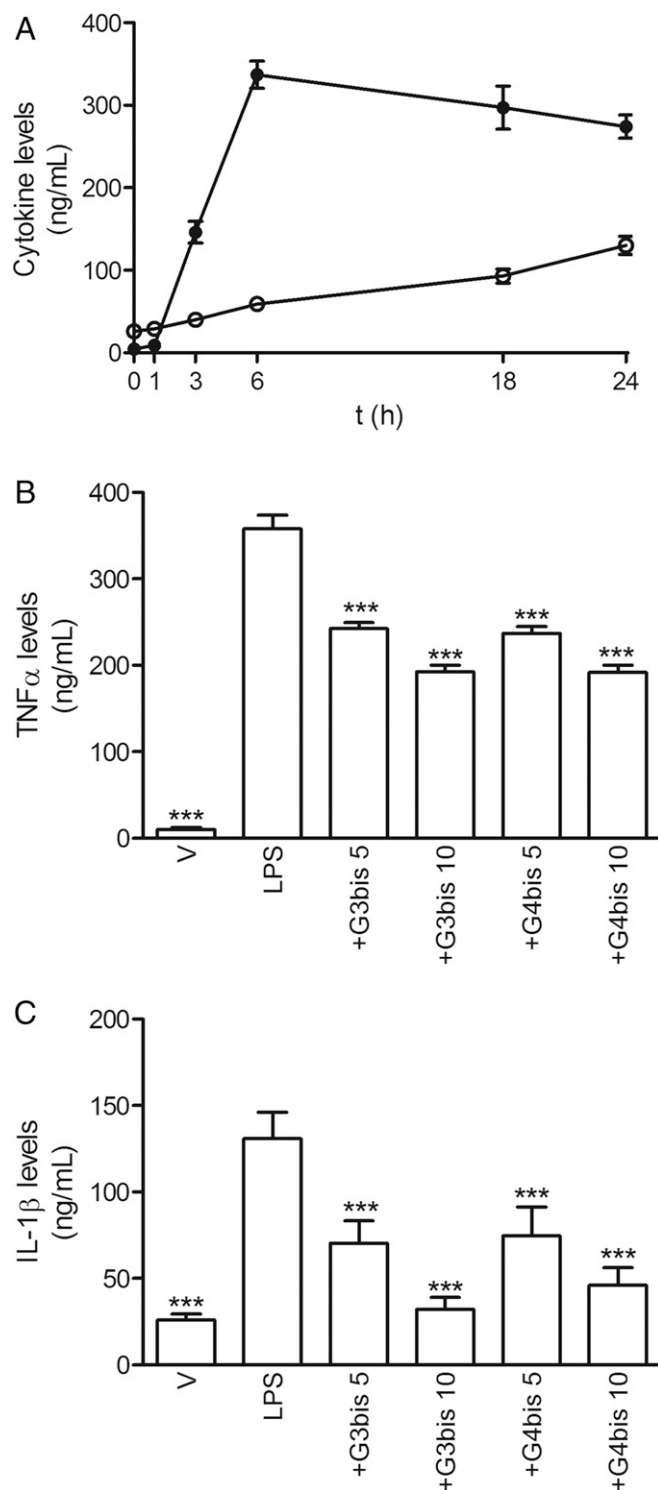 A
400
300
200
100
0
Cytokine levels
(ng/mL)
0 1 3 6 18 24
t (h)
B
400
300
200
100
0
TNFα levels
(ng/mL)
***
***
***
***
***
V
LPS
+G3bis 5
+G3bis 10
+G4bis 5
+G4bis 10
C
200
150
100
50
0
IL-1β levels
(ng/mL)
***
***
***
***
***
V
LPS
+G3bis 5
+G3bis 10
+G4bis 5
+G4bis 10